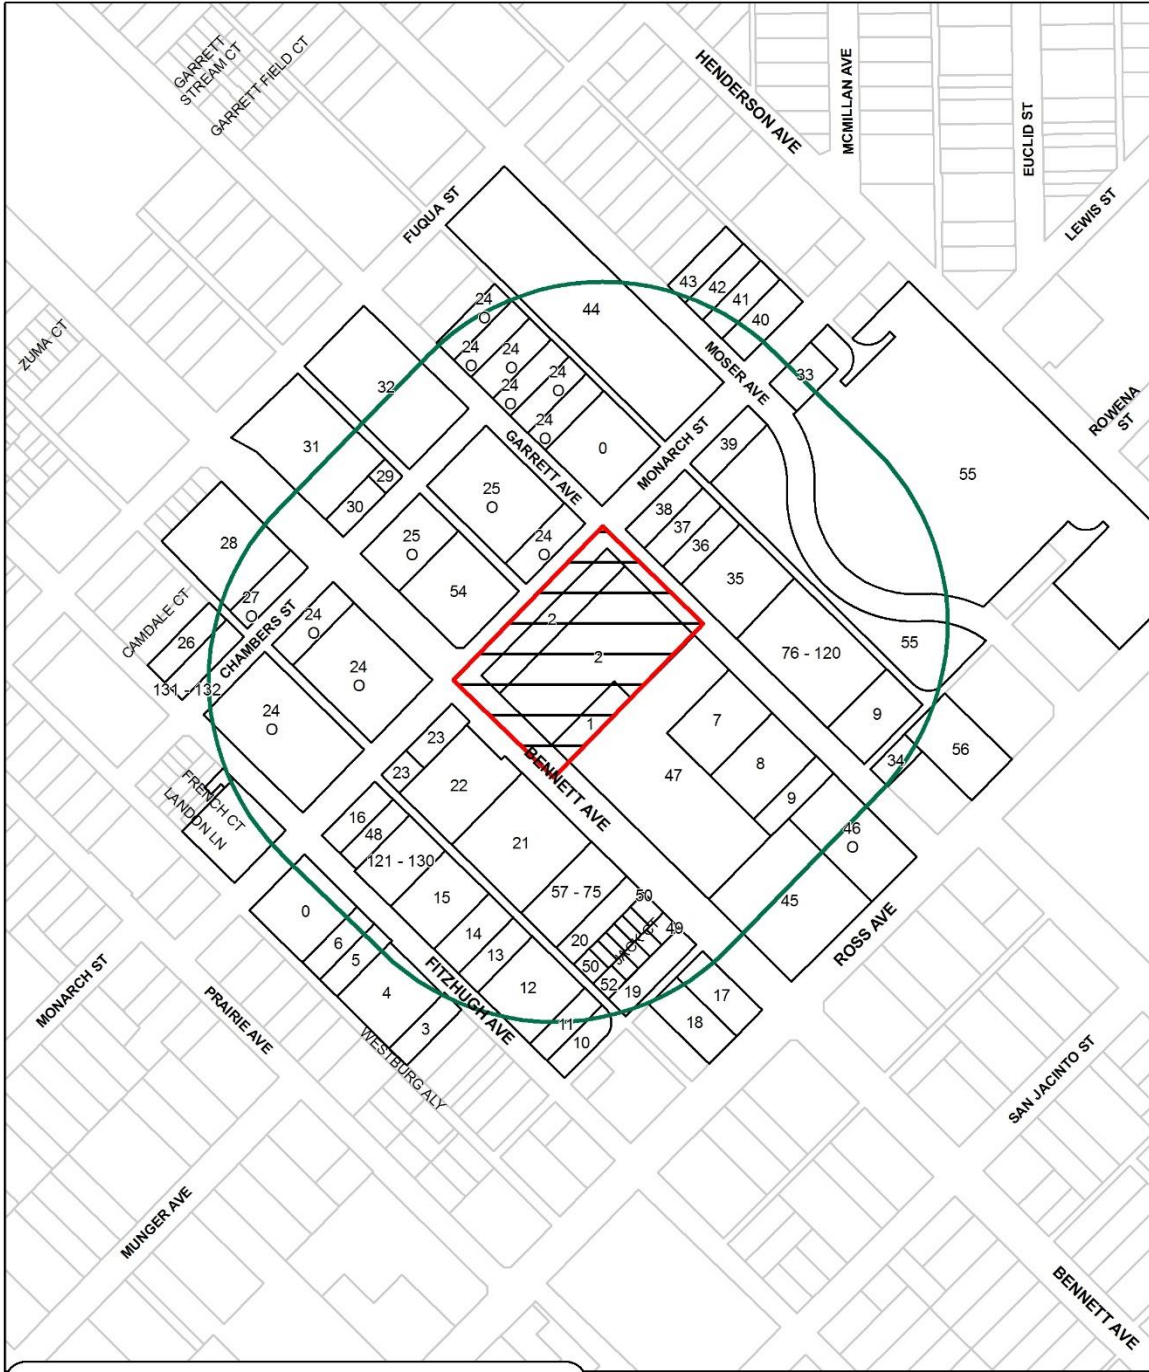 GARRETT
STREAM CT
GARRETT FIELD CT
HENDERSON AVE
MCMILLAN AVE
EUCLID ST
LEWIS ST
FUQUA ST
ZUMA CT
ROWENA
ST
43
42
41
40
24
O
44
24
O
24
O
24
O
24
O
24
O
MOSER AVE
33
32
31
29
30
GARRETT AVE
0
MONARCH ST
39
55
25
O
25
O
24
O
38
37
36
35
28
27
O
54
2
2
1
CAMDALE CT
26
CHAMBERS ST
24
O
24
O
131 - 132
24
O
76 - 120
55
9
7
8
9
47
34
56
23
23
22
BENNETT AVE
FRENCH CT
LANDON LN
16
48
121 - 130
21
46
O
15
57 - 75
50
45
0
6
5
14
13
20
50
JACK CT
49
ROSS AVE
4
3
FITZHUGH AVE
12
52
19
17
18
11
10
MONARCH ST
PRAIRIE AVE
WESTBURG ALY
SAN JACINTO ST
MUNGER AVE
BENNETT AVE